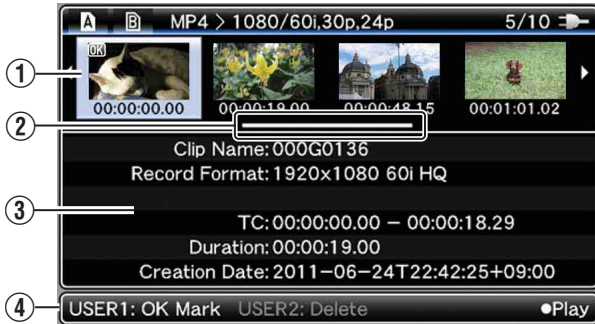 A B MP4 > 1080/60i,30p,24p 5/10
OK
00:00:00.00 00:00:19.00 00:00:48.15 00:01:01.02
Clip Name: 000G0136
Record Format: 1920x1080 60i HQ
TC: 00:00:00.00 − 00:00:18.29
Duration: 00:00:19.00
Creation Date: 2011−06−24T22:42:25+09:00
USER1: OK Mark USER2: Delete ●Play
1
2
3
4